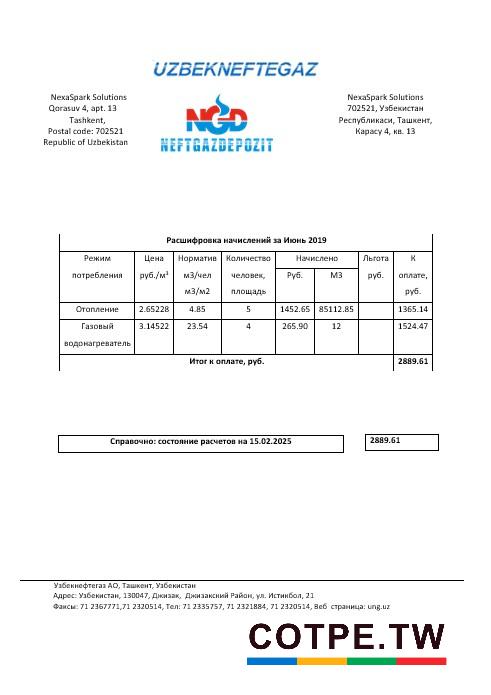 UZBEKNEFTEGAZ
NexaSpark Solutions
Qorasuv 4, apt. 13
Tashkent,
Postal code: 702521
Republic of Uzbekistan
NGD
NEFTGAZDEPOZIT
NexaSpark Solutions
702521, Узбекистан
Республикаси, Ташкент,
Карасу 4, кв. 13
Расшифровка начислений за Июнь 2019
Режим потребления Цена руб./м³ Норматив м3/чел м3/м2 Количество человек, площадь Начислено Руб. М3 Льгота руб. К оплате, руб.
Отопление 2.65228 4.85 5 1452.65 85112.85 1365.14
Газовый 3.14522 23.54 4 265.90 12 1524.47
водонагреватель
Итог к оплате, руб. 2889.61
Справочно: состояние расчетов на 15.02.2025 2889.61
Узбекнефтегаз АО, Ташкент, Узбекистан
Адрес: Узбекистан, 130047, Джизак, Джизакский Район, ул. Истикбол, 21
Факсы: 71 2367771,71 2320514, Тел: 71 2335757, 71 2321884, 71 2320514, Веб страница: ung.uz
COTPE.TW